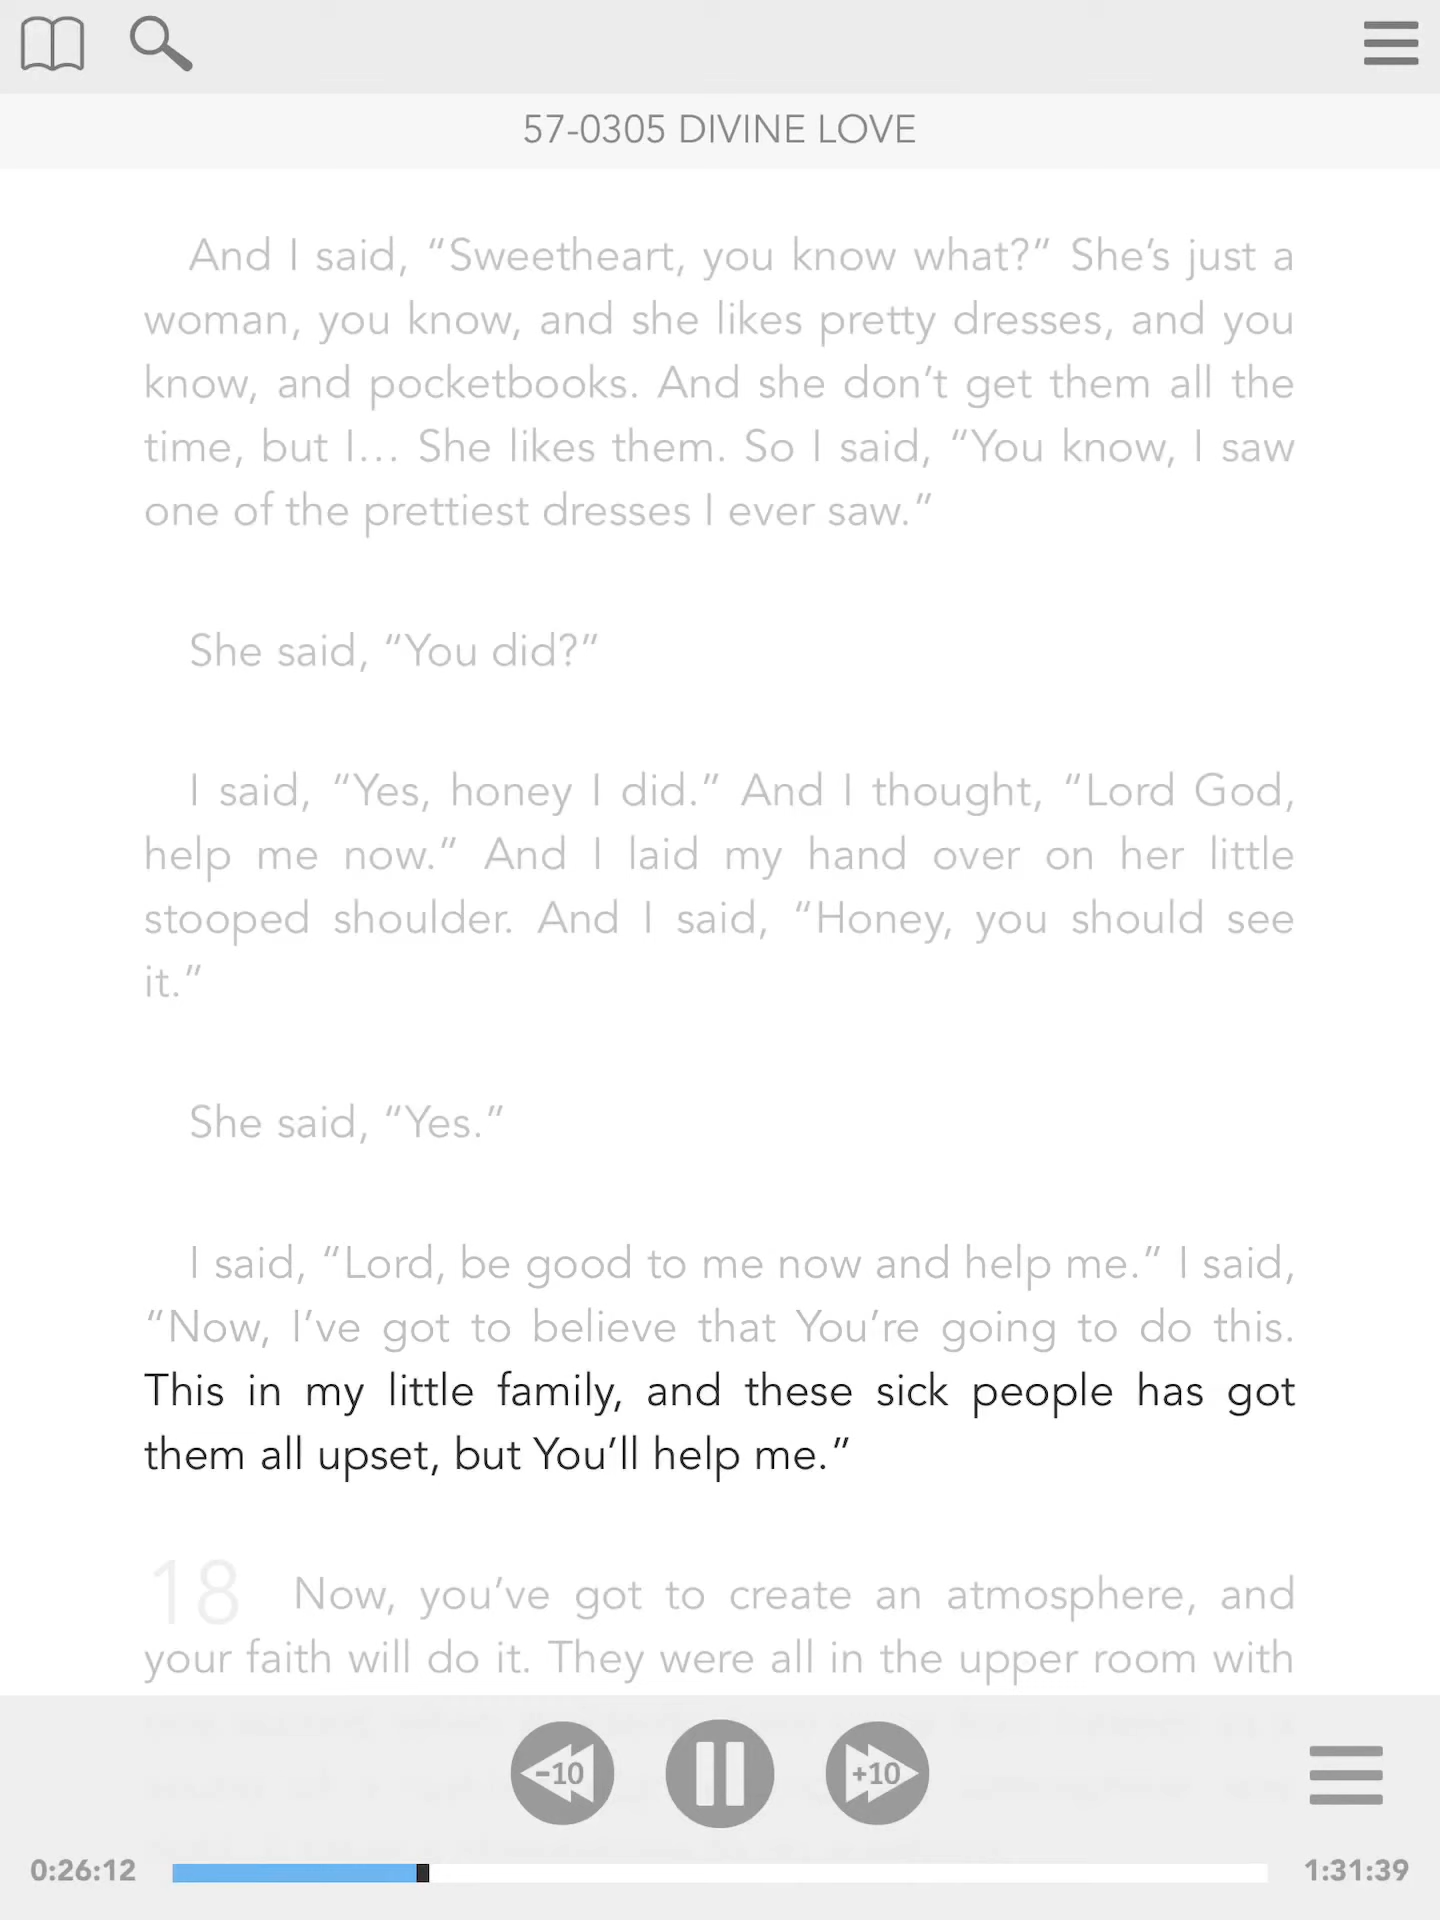 57-0305 DIVINE LOVE
And I said, “Sweetheart, you know what?” She’s just a
woman, you know, and she likes pretty dresses, and you
know, and pocketbooks. And she don’t get them all the
time, but I… She likes them. So I said, “You know, I saw
one of the prettiest dresses I ever saw.”
She said, “You did?”
I said, “Yes, honey I did.” And I thought, “Lord God,
help me now.” And I laid my hand over on her little
stooped shoulder. And I said, “Honey, you should see
it.”
She said, “Yes.”
I said, “Lord, be good to me now and help me.” I said,
“Now, I’ve got to believe that You’re going to do this.
This in my little family, and these sick people has got
them all upset, but You’ll help me.”
18 Now, you’ve got to create an atmosphere, and
your faith will do it. They were all in the upper room with
-10 +10
0:26:12 1:31:39